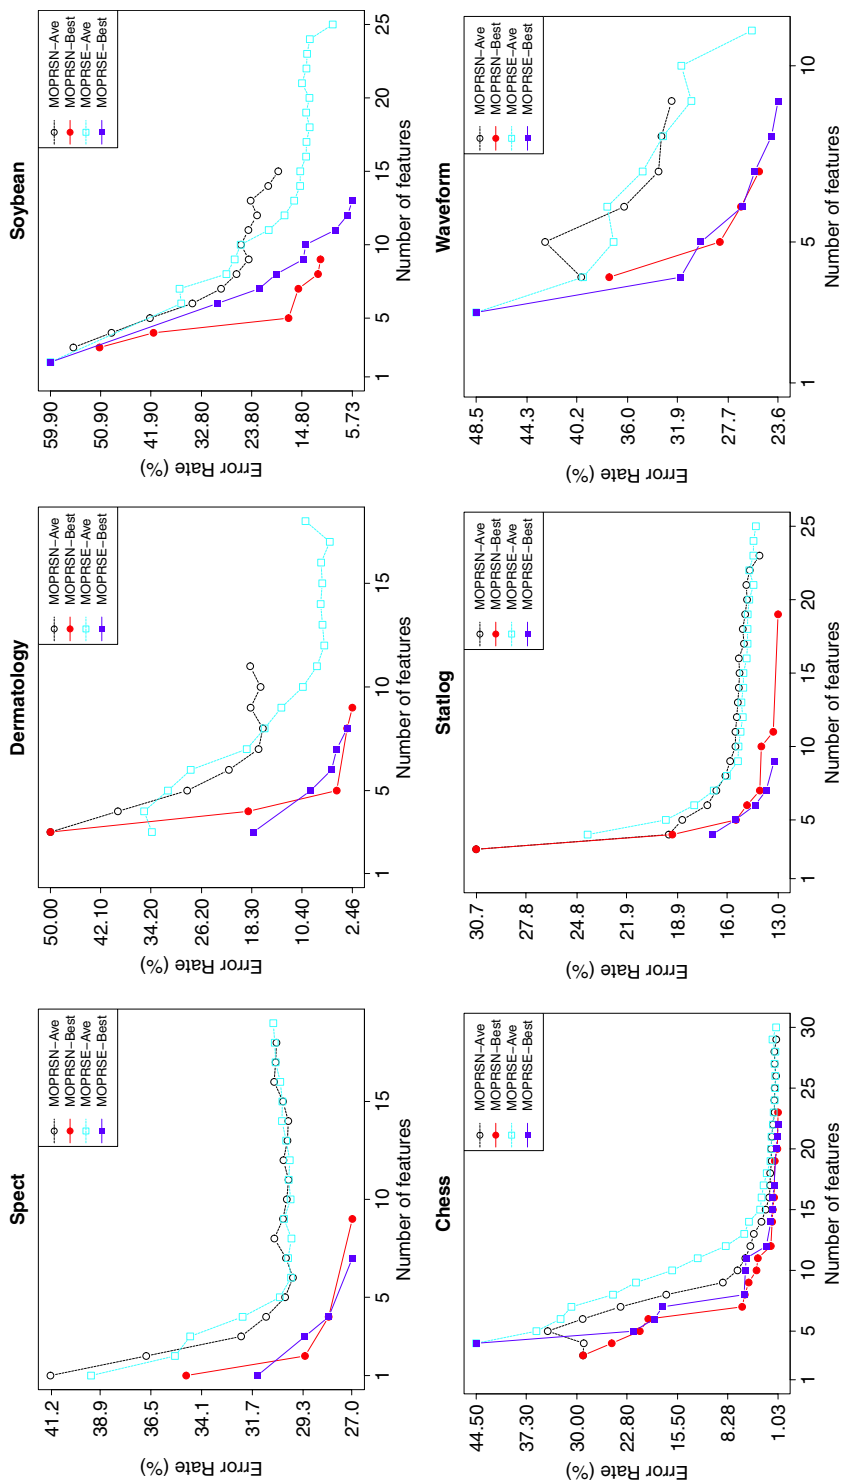 Spect
41.2
38.9
36.5
34.1
31.7
29.3
27.0
Error Rate (%)
MOPRSN-Ave
MOPRSN-Best
MOPRSE-Ave
MOPRSE-Best
1 5 10 15
Number of features
Dermatology
50.00
42.10
34.20
26.20
18.30
10.40
2.46
Error Rate (%)
MOPRSN-Ave
MOPRSN-Best
MOPRSE-Ave
MOPRSE-Best
1 5 10 15
Number of features
Soybean
59.90
50.90
41.90
32.80
23.80
14.80
5.73
Error Rate (%)
MOPRSN-Ave
MOPRSN-Best
MOPRSE-Ave
MOPRSE-Best
1 5 10 15 20 25
Number of features
Chess
44.50
37.30
30.00
22.80
15.50
8.28
1.03
Error Rate (%)
MOPRSN-Ave
MOPRSN-Best
MOPRSE-Ave
MOPRSE-Best
1 5 10 15 20 25 30
Number of features
Statlog
30.7
27.8
24.8
21.9
18.9
16.0
13.0
Error Rate (%)
MOPRSN-Ave
MOPRSN-Best
MOPRSE-Ave
MOPRSE-Best
1 5 10 15 20 25
Number of features
Waveform
48.5
44.3
40.2
36.0
31.9
27.7
23.6
Error Rate (%)
MOPRSN-Ave
MOPRSN-Best
MOPRSE-Ave
MOPRSE-Best
1 5 10
Number of features